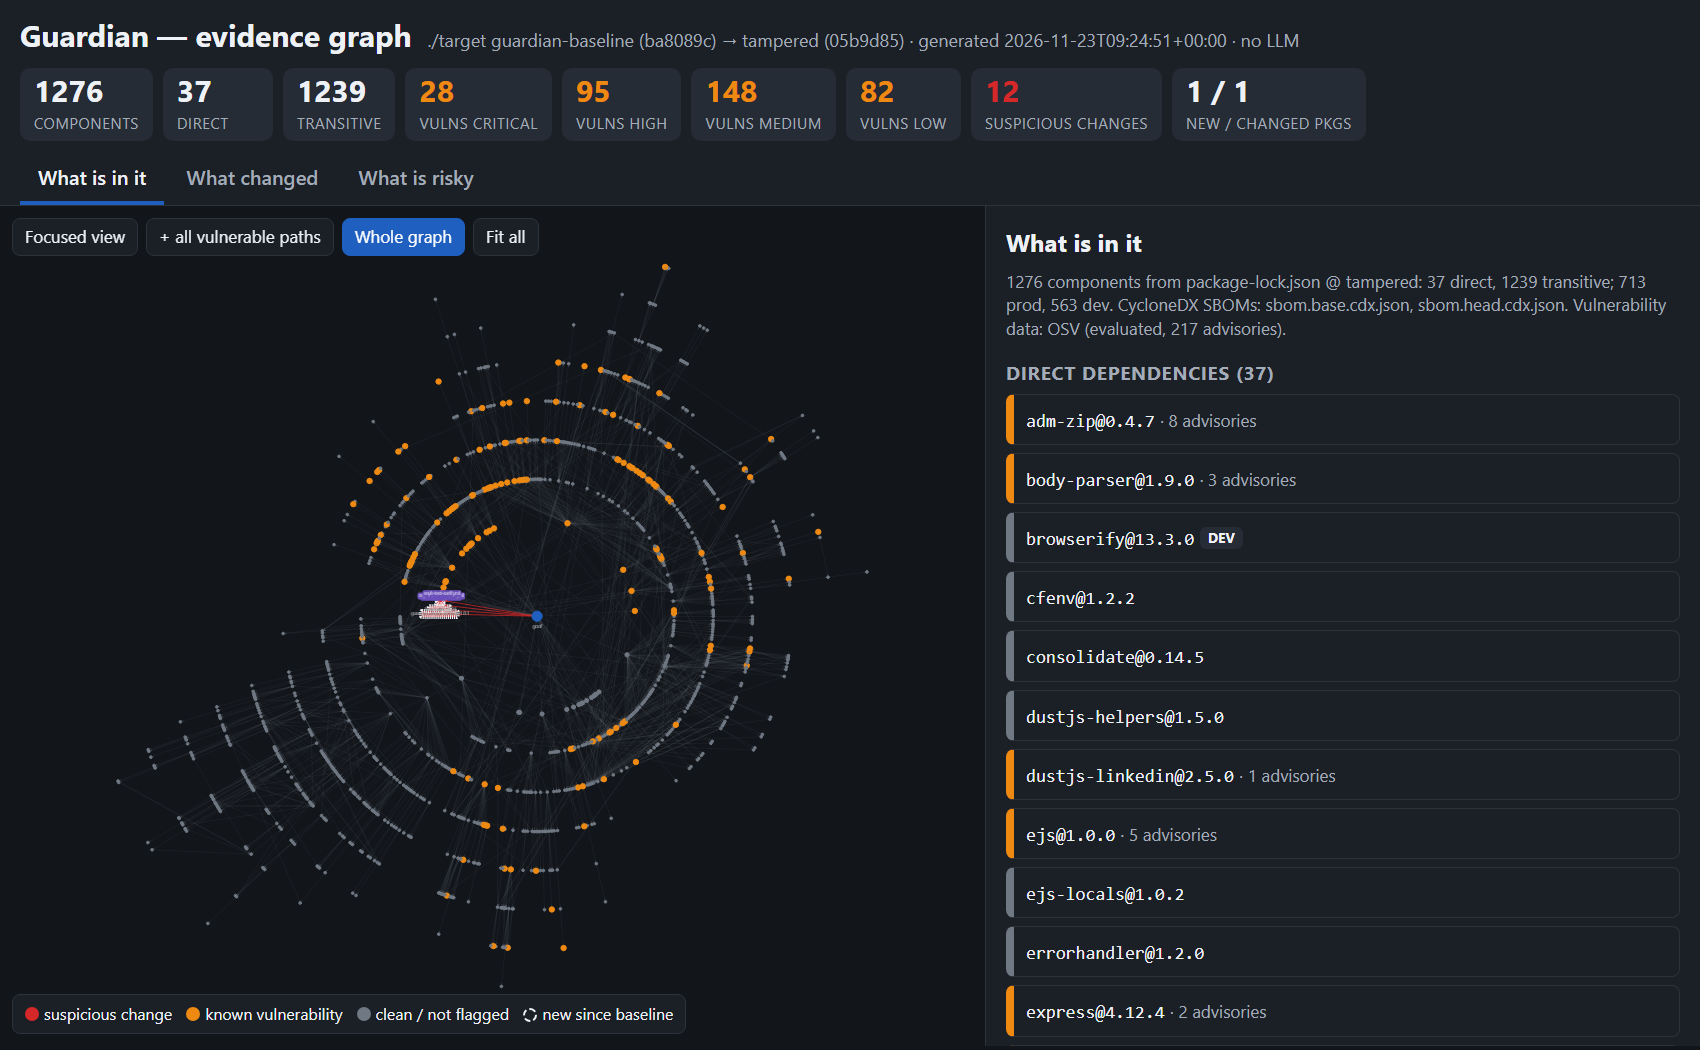 Guardian — evidence graph ./target guardian-baseline (ba8089c) → tampered (05b9d85) · generated 2026-11-23T09:24:51+00:00 · no LLM
1276 37 1239 28 95 148 82 12 1 / 1
COMPONENTS DIRECT TRANSITIVE VULNS CRITICAL VULNS HIGH VULNS MEDIUM VULNS LOW SUSPICIOUS CHANGES NEW / CHANGED PKGS
What is in it What changed What is risky
Focused view + all vulnerable paths Whole graph Fit all
goof
suspicious change known vulnerability clean / not flagged new since baseline
What is in it
1276 components from package-lock.json @ tampered: 37 direct, 1239 transitive; 713
prod, 563 dev. CycloneDX SBOMs: sbom.base.cdx.json, sbom.head.cdx.json. Vulnerability
data: OSV (evaluated, 217 advisories).
DIRECT DEPENDENCIES (37)
adm-zip@0.4.7 · 8 advisories
body-parser@1.9.0 · 3 advisories
browserify@13.3.0 DEV
cfenv@1.2.2
consolidate@0.14.5
dustjs-helpers@1.5.0
dustjs-linkedin@2.5.0 · 1 advisories
ejs@1.0.0 · 5 advisories
ejs-locals@1.0.2
errorhandler@1.2.0
express@4.12.4 · 2 advisories